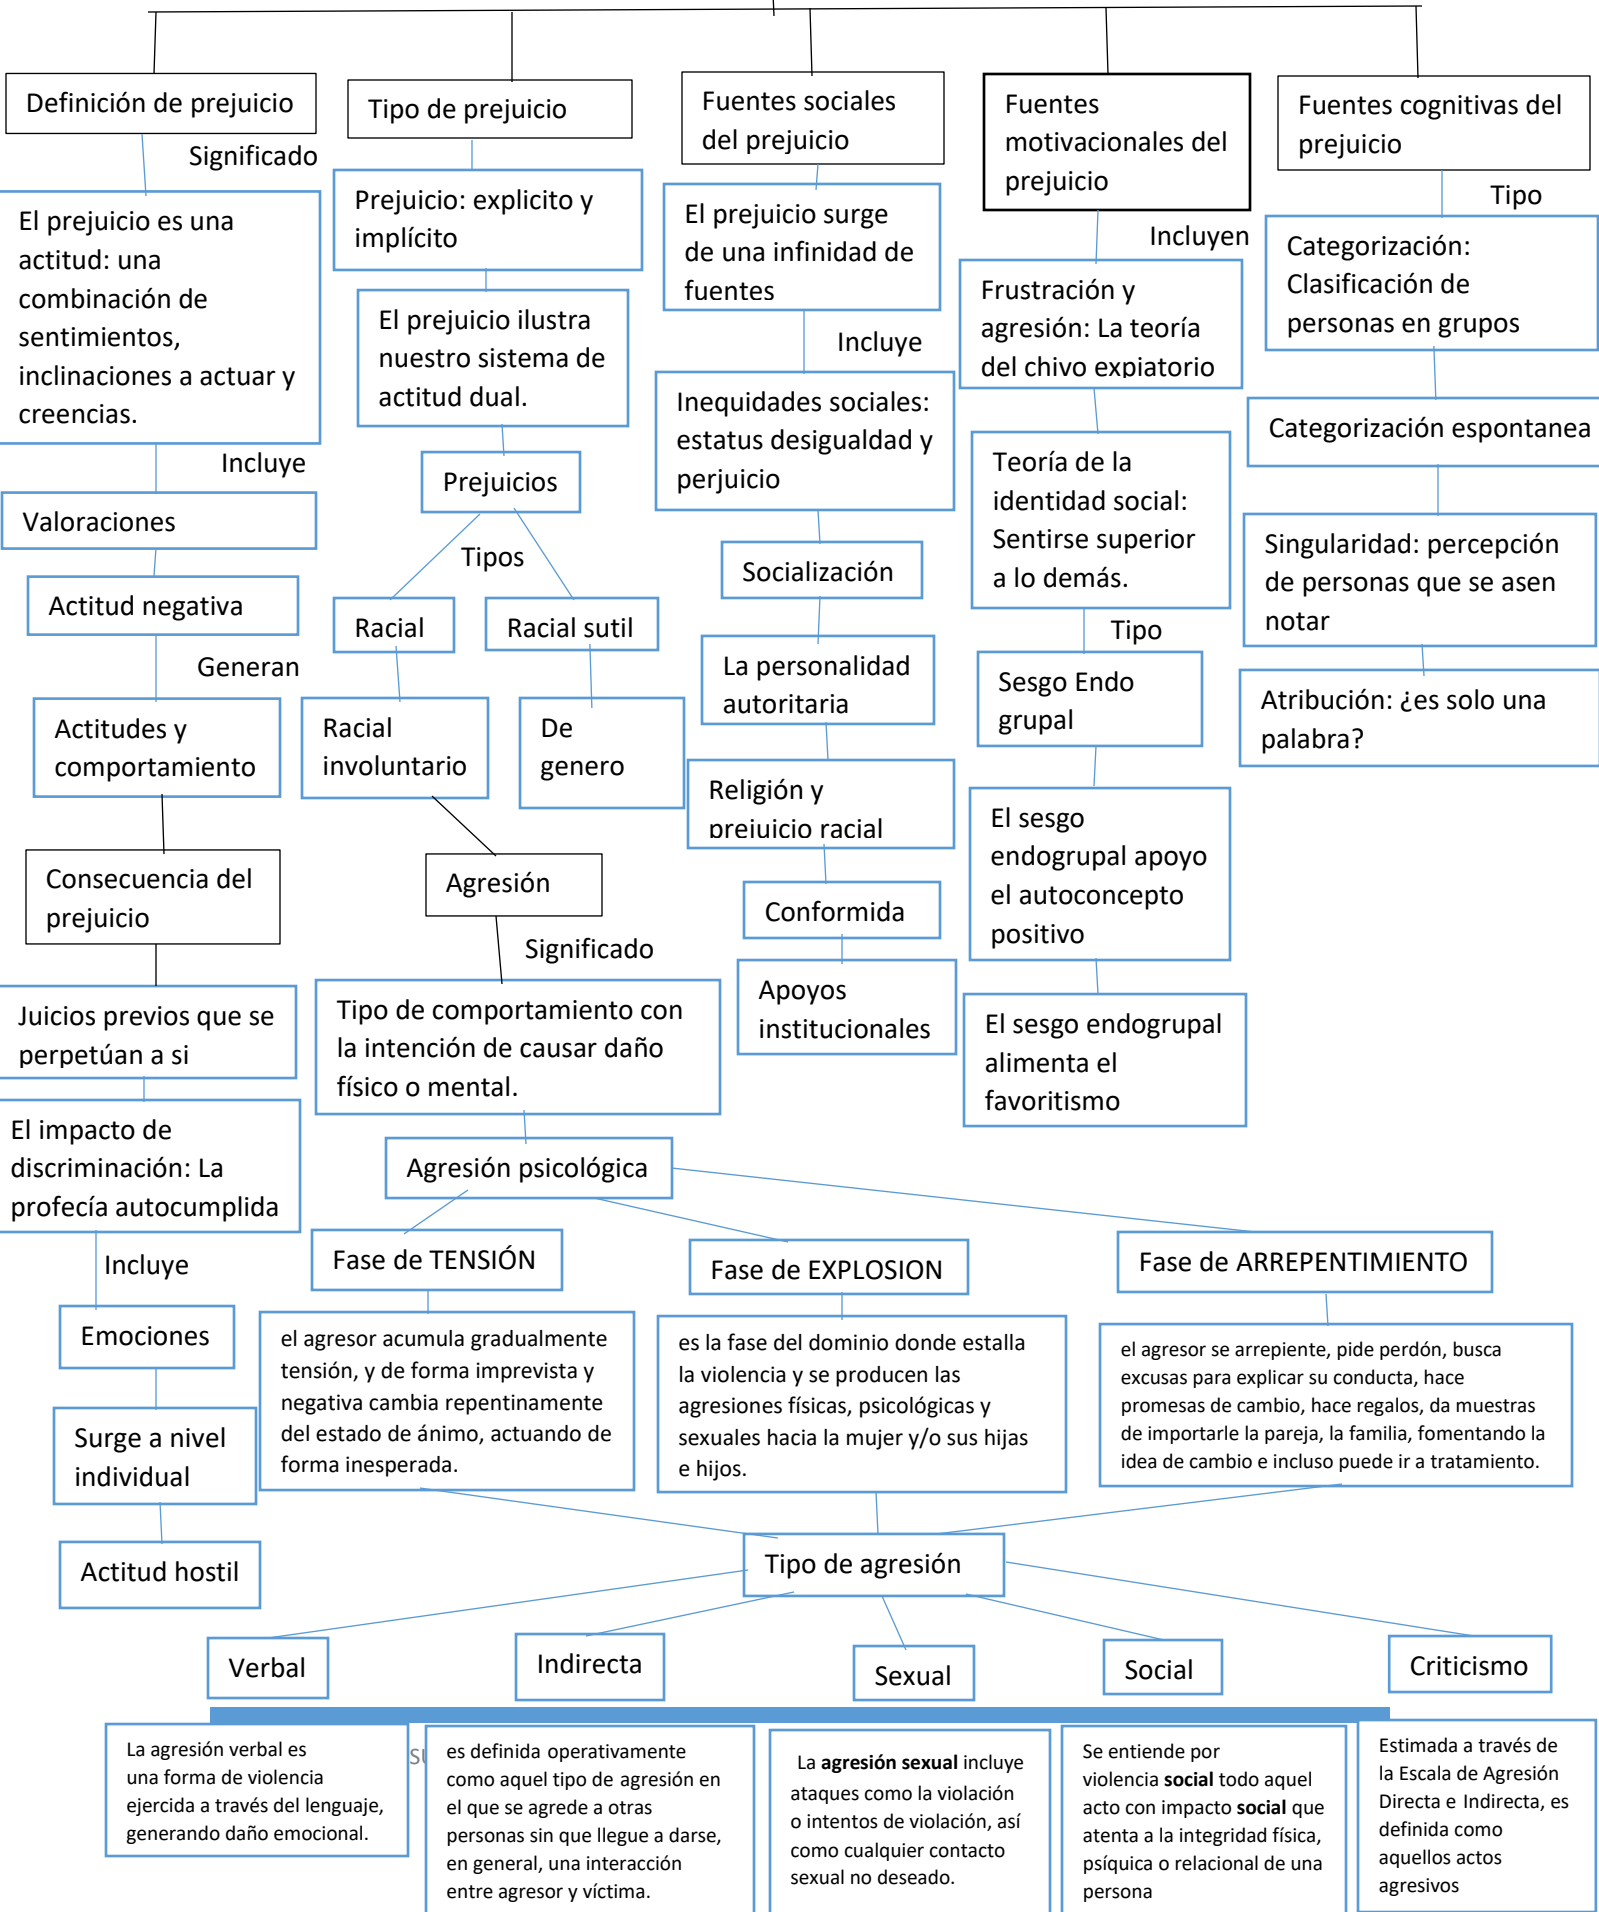 Definición de prejuicio
Significado
El prejuicio es una
actitud: una
combinación de
sentimientos,
inclinaciones a actuar y
creencias.
Incluye
Valoraciones
Actitud negativa
Generan
Actitudes y
comportamiento
Consecuencia del
prejuicio
Juicios previos que se
perpetúan a si
El impacto de
discriminación: La
profecía autocumplida
Incluye
Emociones
Surge a nivel
individual
Actitud hostil
Tipo de prejuicio
Prejuicio: explicito y
implícito
El prejuicio ilustra
nuestro sistema de
actitud dual.
Prejuicios
Tipos
Racial
Racial sutil
Racial
involuntario
De
genero
Agresión
Significado
Tipo de comportamiento con
la intención de causar daño
físico o mental.
Agresión psicológica
Fuentes sociales
del prejuicio
El prejuicio surge
de una infinidad de
fuentes
Incluye
Inequidades sociales:
estatus desigualdad y
perjuicio
Socialización
La personalidad
autoritaria
Religión y
prejuicio racial
Conformida
Apoyos
institucionales
Fuentes
motivacionales del
prejuicio
Incluyen
Frustración y
agresión: La teoría
del chivo expiatorio
Teoría de la
identidad social:
Sentirse superior
a lo demás.
Tipo
Sesgo Endo
grupal
El sesgo
endogrupal apoyo
el autoconcepto
positivo
El sesgo endogrupal
alimenta el
favoritismo
Fuentes cognitivas del
prejuicio
Tipo
Categorización:
Clasificación de
personas en grupos
Categorización espontanea
Singularidad: percepción
de personas que se asen
notar
Atribución: ¿es solo una
palabra?
Fase de TENSIÓN
el agresor acumula gradualmente
tensión, y de forma imprevista y
negativa cambia repentinamente
del estado de ánimo, actuando de
forma inesperada.
Fase de EXPLOSION
es la fase del dominio donde estalla
la violencia y se producen las
agresiones físicas, psicológicas y
sexuales hacia la mujer y/o sus hijas
e hijos.
Fase de ARREPENTIMIENTO
el agresor se arrepiente, pide perdón, busca
excusas para explicar su conducta, hace
promesas de cambio, hace regalos, da muestras
de importarle la pareja, la familia, fomentando la
idea de cambio e incluso puede ir a tratamiento.
Tipo de agresión
Verbal
Indirecta
Sexual
Social
Criticismo
La agresión verbal es
una forma de violencia
ejercida a través del lenguaje,
generando daño emocional.
es definida operativamente
como aquel tipo de agresión en
el que se agrede a otras
personas sin que llegue a darse,
en general, una interacción
entre agresor y víctima.
La agresión sexual incluye
ataques como la violación
o intentos de violación, así
como cualquier contacto
sexual no deseado.
Se entiende por
violencia social todo aquel
acto con impacto social que
atenta a la integridad física,
psíquica o relacional de una
persona
Estimada a través de
la Escala de Agresión
Directa e Indirecta, es
definida como
aquellos actos
agresivos